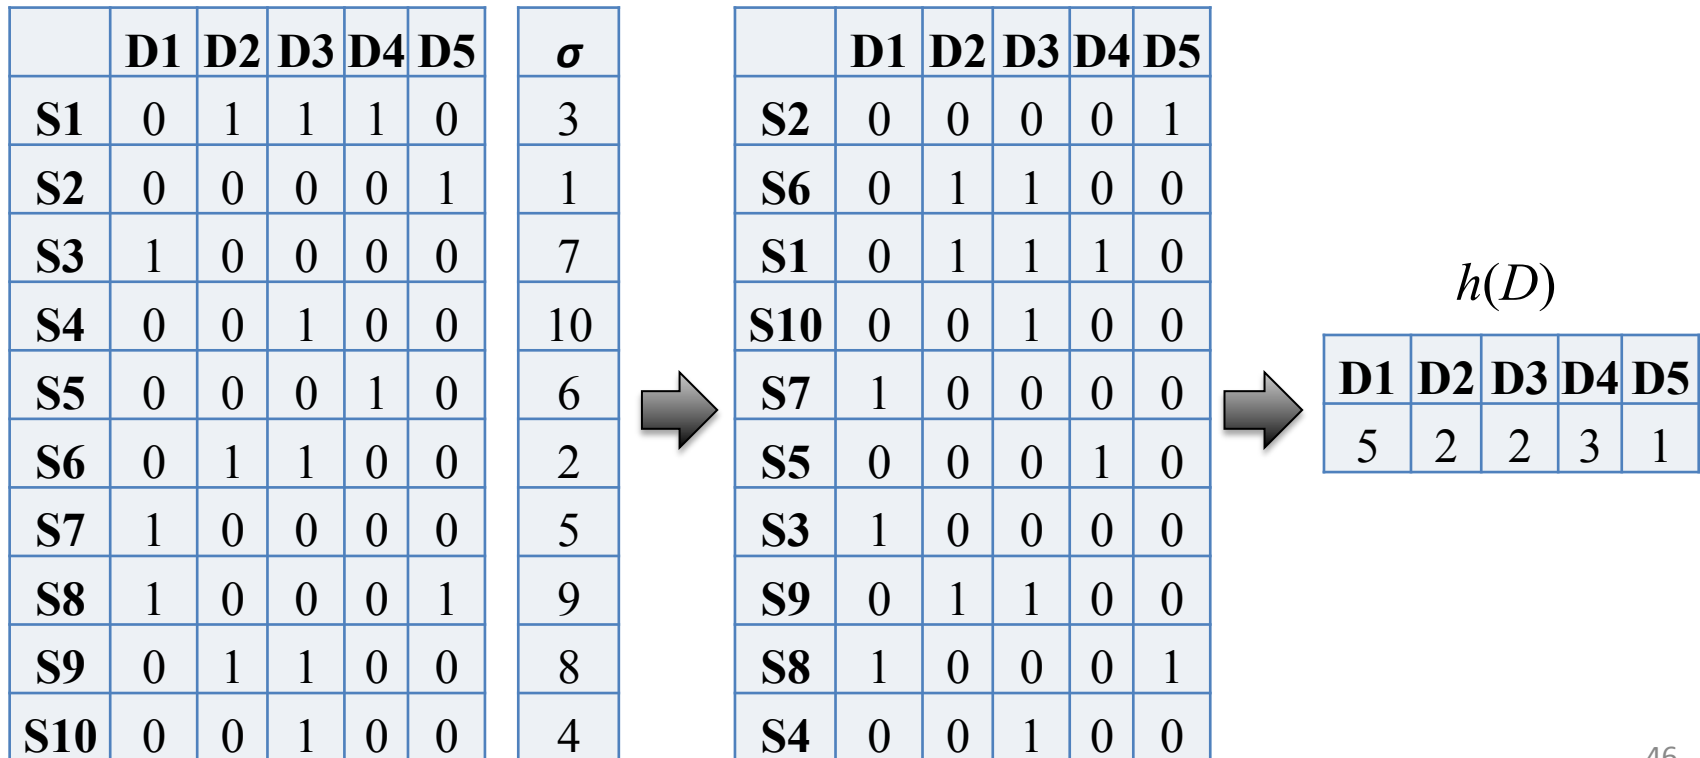 D1 D2 D3 D4 D5 σ D1 D2 D3 D4 D5
S1 0 1 1 1 0 3 S2 0 0 0 0 1
S2 0 0 0 0 1 1 S6 0 1 1 0 0
S3 1 0 0 0 0 7 S1 0 1 1 1 0
h(D)
S4 0 0 1 0 0 10 S10 0 0 1 0 0
D1 D2 D3 D4 D5
S5 0 0 0 1 0 6 S7 1 0 0 0 0
5 2 2 3 1
S6 0 1 1 0 0 2 S5 0 0 0 1 0
S7 1 0 0 0 0 5 S3 1 0 0 0 0
S8 1 0 0 0 1 9 S9 0 1 1 0 0
S9 0 1 1 0 0 8 S8 1 0 0 0 1
S10 0 0 1 0 0 4 S4 0 0 1 0 0
46